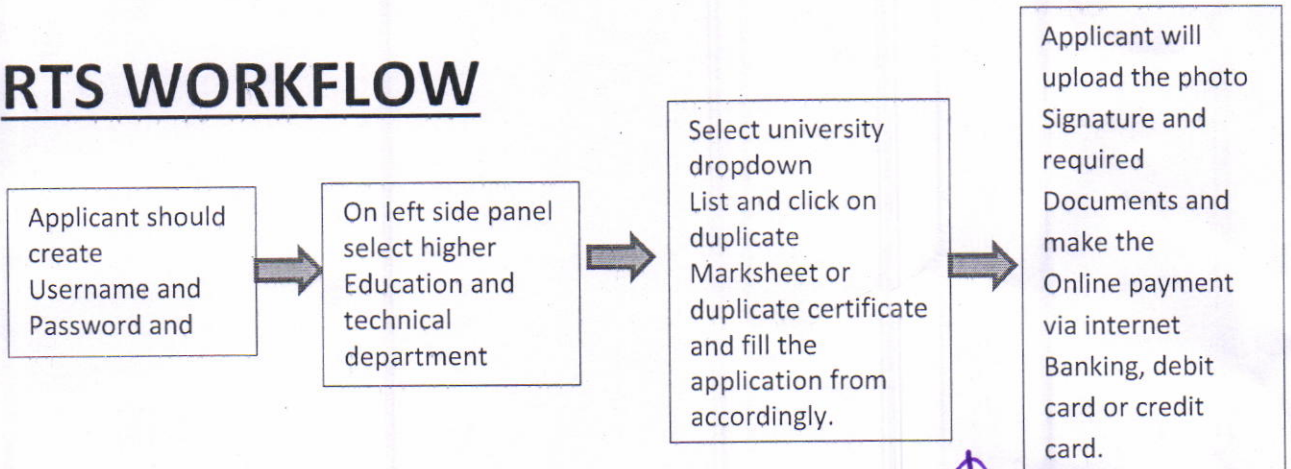 RTS WORKFLOW
Applicant should
create
Username and
Password and
On left side panel
select higher
Education and
technical
department
Select university
dropdown
List and click on
duplicate
Marksheet or
duplicate certificate
and fill the
application from
accordingly.
Applicant will
upload the photo
Signature and
required
Documents and
make the
Online payment
via internet
Banking, debit
card or credit
card.